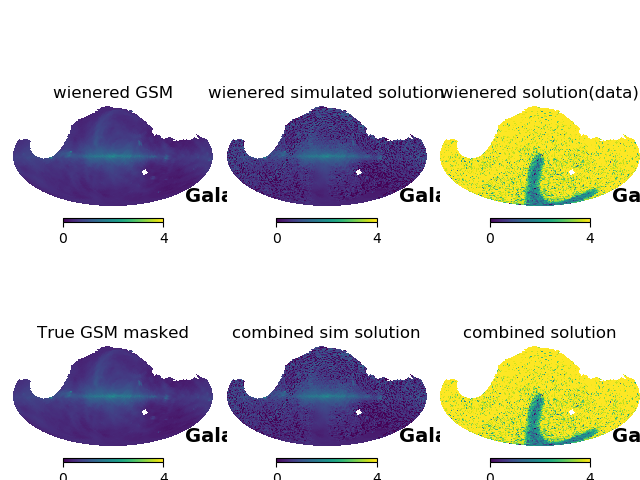 wienered GSM
wienered simulated solution
wienered solution(data)
Gala
Gala
Ga
0 4
0 4
0 4
True GSM masked
combined sim solution
combined solution
Gala
Gala
Ga
0 4
0 4
0 4